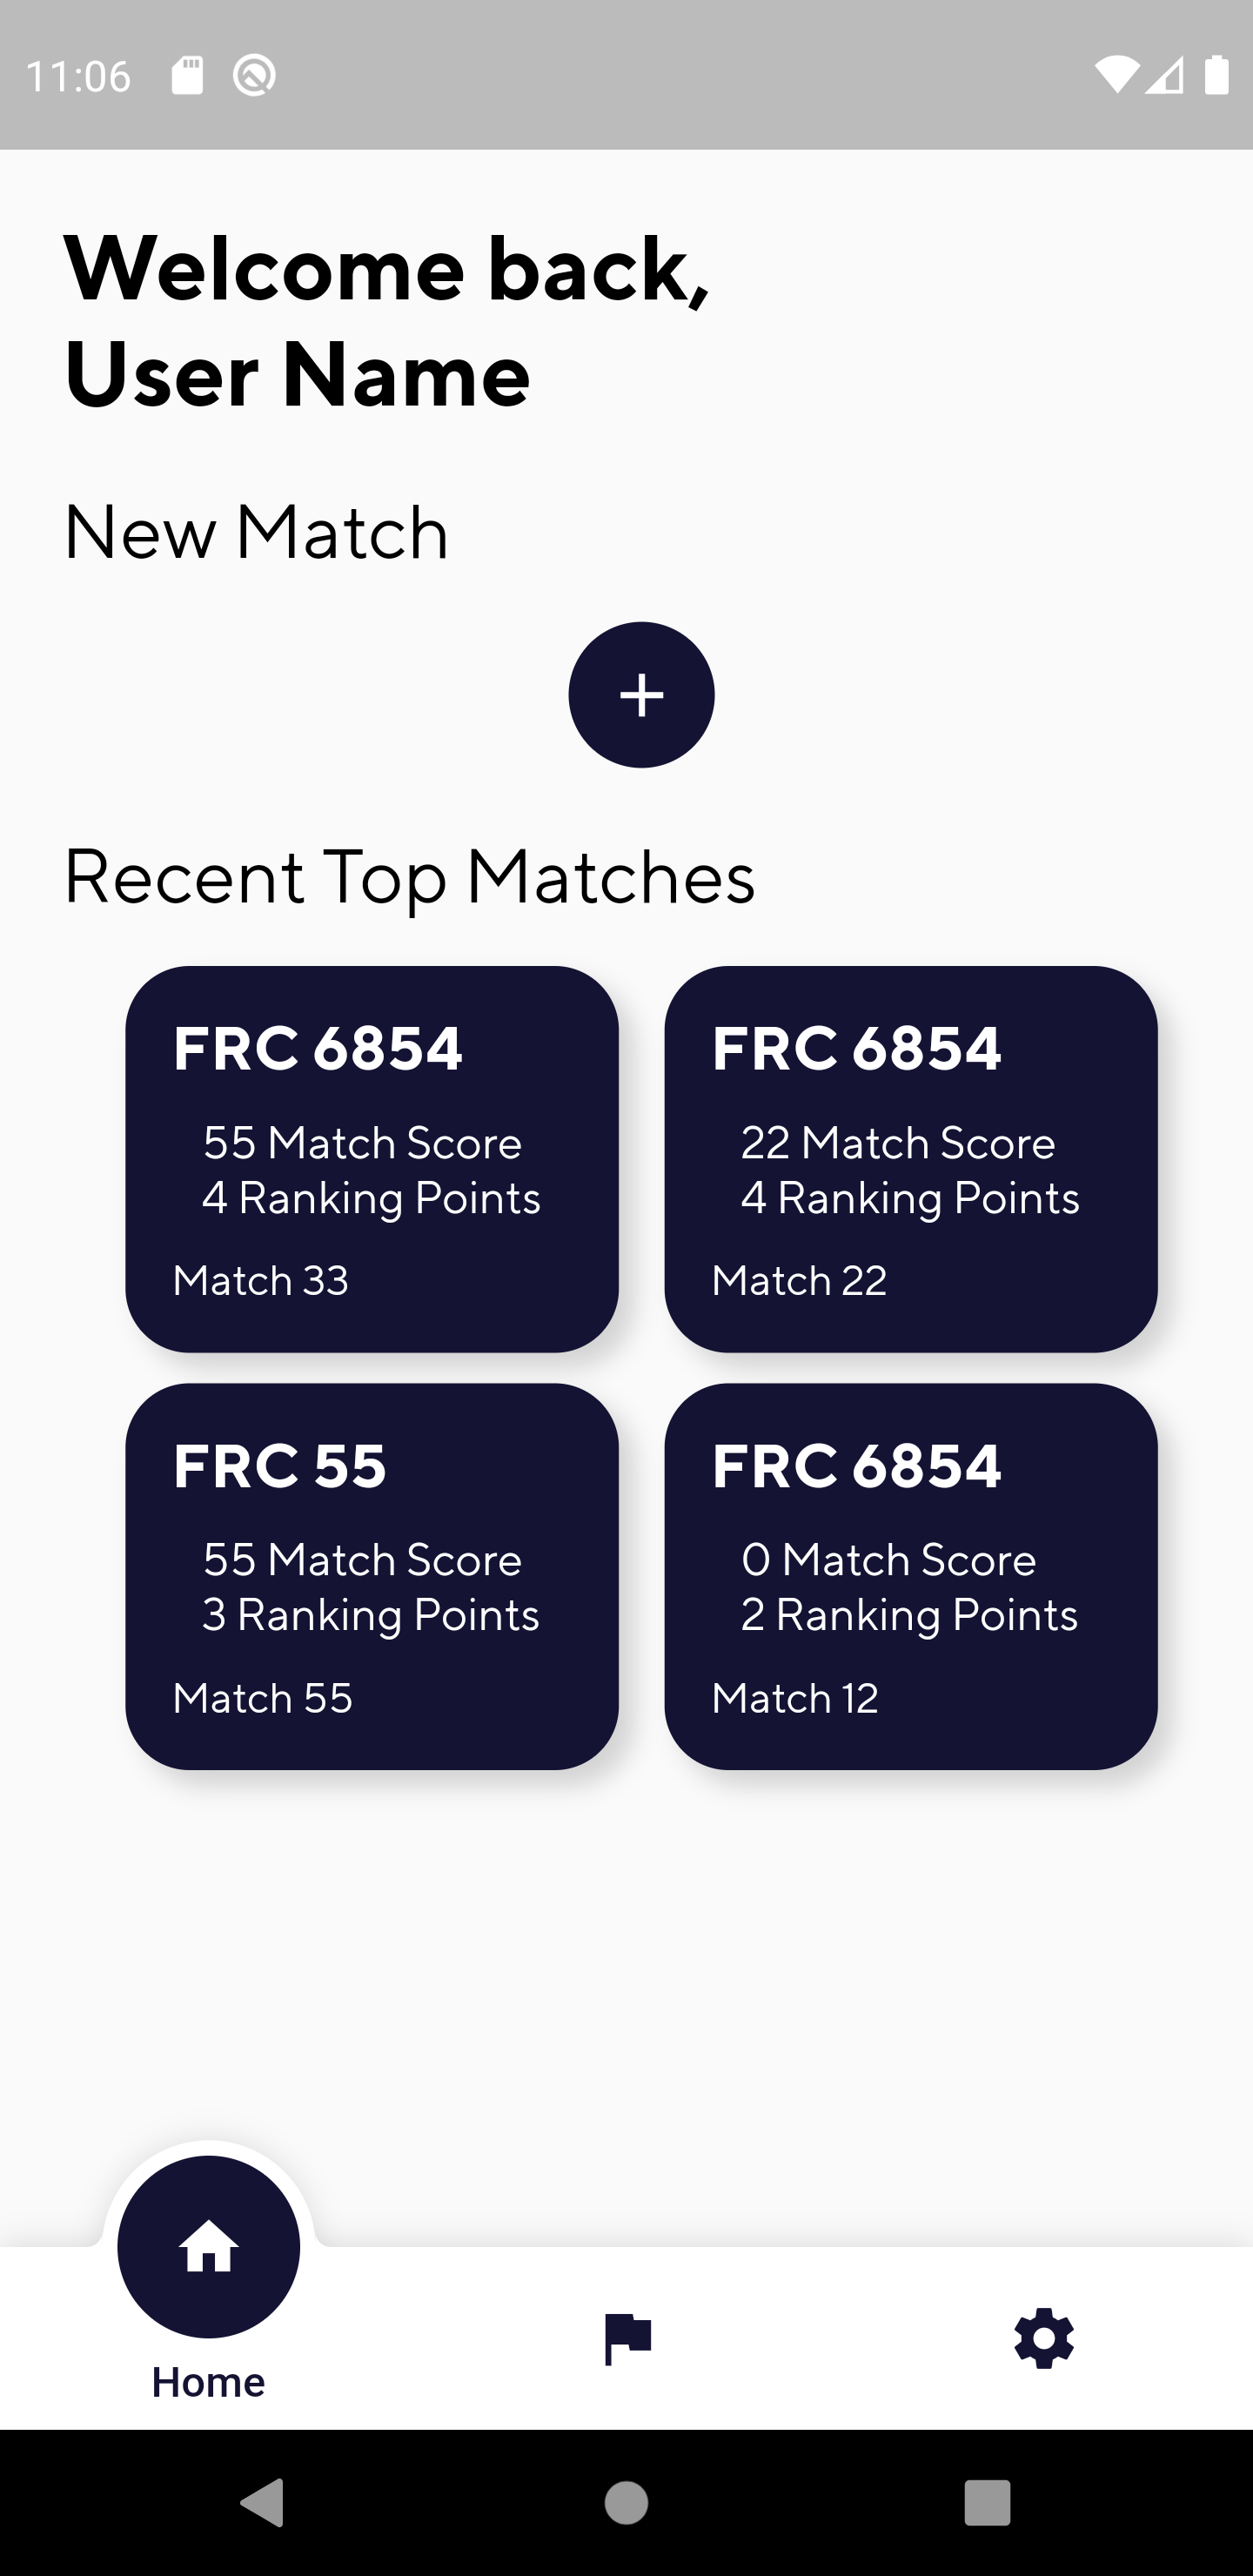 11:06
Welcome back,
User Name
New Match
Recent Top Matches
FRC 6854
55 Match Score
4 Ranking Points
Match 33
FRC 6854
22 Match Score
4 Ranking Points
Match 22
FRC 55
55 Match Score
3 Ranking Points
Match 55
FRC 6854
0 Match Score
2 Ranking Points
Match 12
Home